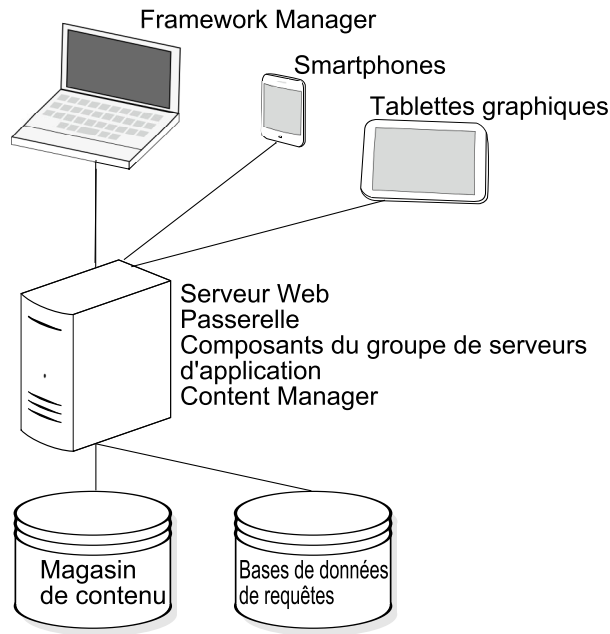 Framework Manager
Smartphones
Tablettes graphiques
Serveur Web
Passerelle
Composants du groupe de serveurs
d'application
Content Manager
Magasin
de contenu
Bases de données
de requêtes